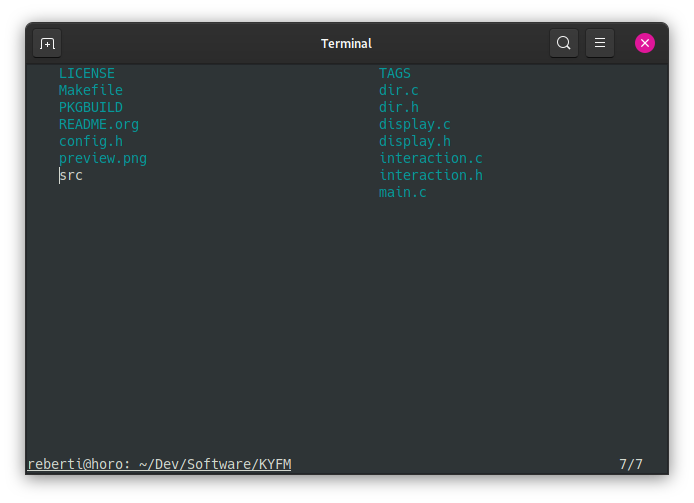 Terminal
LICENSE
Makefile
PKGBUILD
README.org
config.h
preview.png
src
TAGS
dir.c
dir.h
display.c
display.h
interaction.c
interaction.h
main.c
reberti@horo: ~/Dev/Software/KYFM 7/7